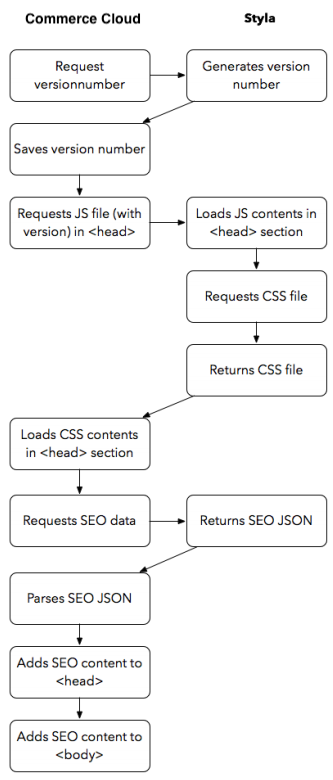 Commerce Cloud
Styla
Request
versionnumber
Generates version
number
Saves version number
Requests JS file (with
version) in <head>
Loads JS contents in
<head> section
Requests CSS file
Returns CSS file
Loads CSS contents
in <head> section
Requests SEO data
Returns SEO JSON
Parses SEO JSON
Adds SEO content to
<head>
Adds SEO content to
<body>